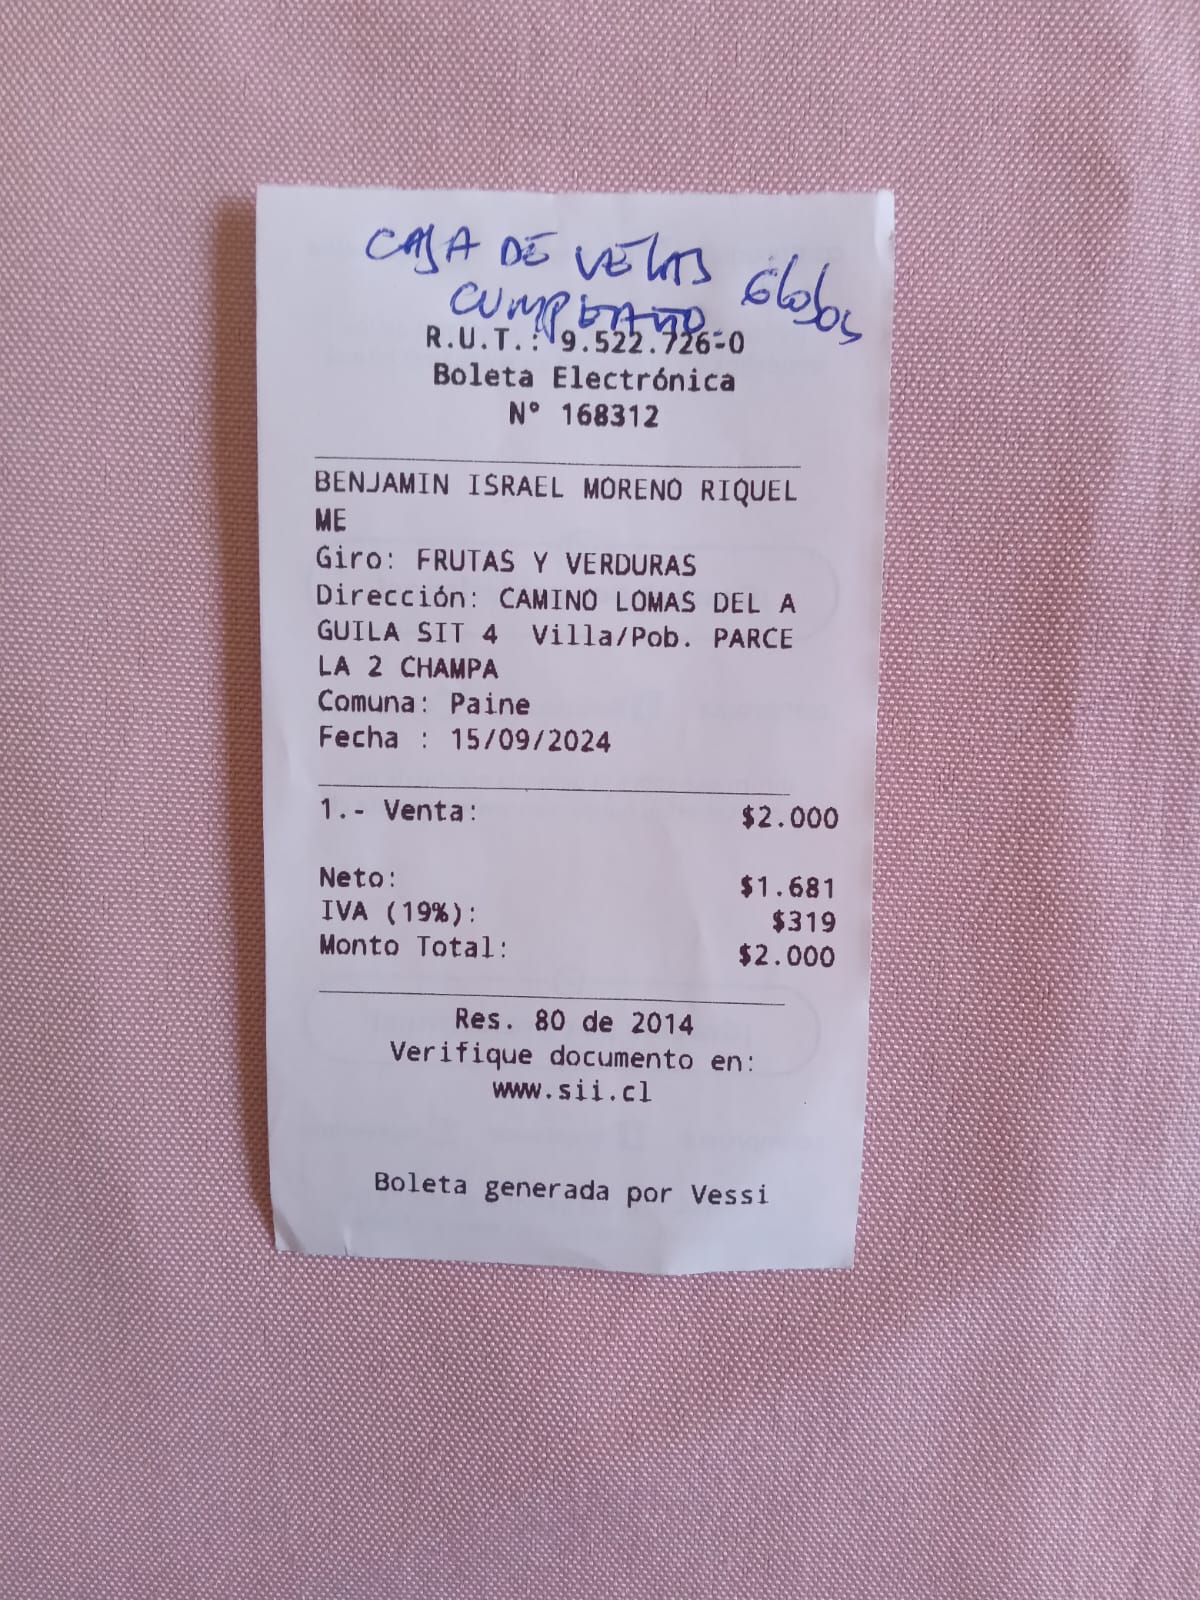 CAJA DE VELAS Globos
CUMPLEAÑO
R.U.T.: 9.522.726-0
Boleta Electrónica
N° 168312
BENJAMIN ISRAEL MORENO RIQUEL
ME
Giro: FRUTAS Y VERDURAS
Dirección: CAMINO LOMAS DEL A
GUILA SIT 4 Villa/Pob. PARCE
LA 2 CHAMPA
Comuna: Paine
Fecha : 15/09/2024
1.- Venta: $2.000
Neto: $1.681
IVA (19%): $319
Monto Total: $2.000
Res. 80 de 2014
Verifique documento en:
www.sii.cl
Boleta generada por Vessi